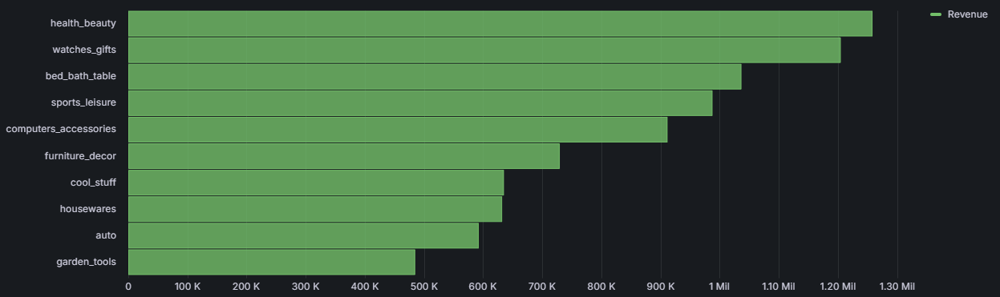 health_beauty
watches_gifts
bed_bath_table
sports_leisure
computers_accessories
furniture_decor
cool_stuff
housewares
auto
garden_tools
0 100 K 200 K 300 K 400 K 500 K 600 K 700 K 800 K 900 K 1 Mil 1.10 Mil 1.20 Mil 1.30 Mil
Revenue